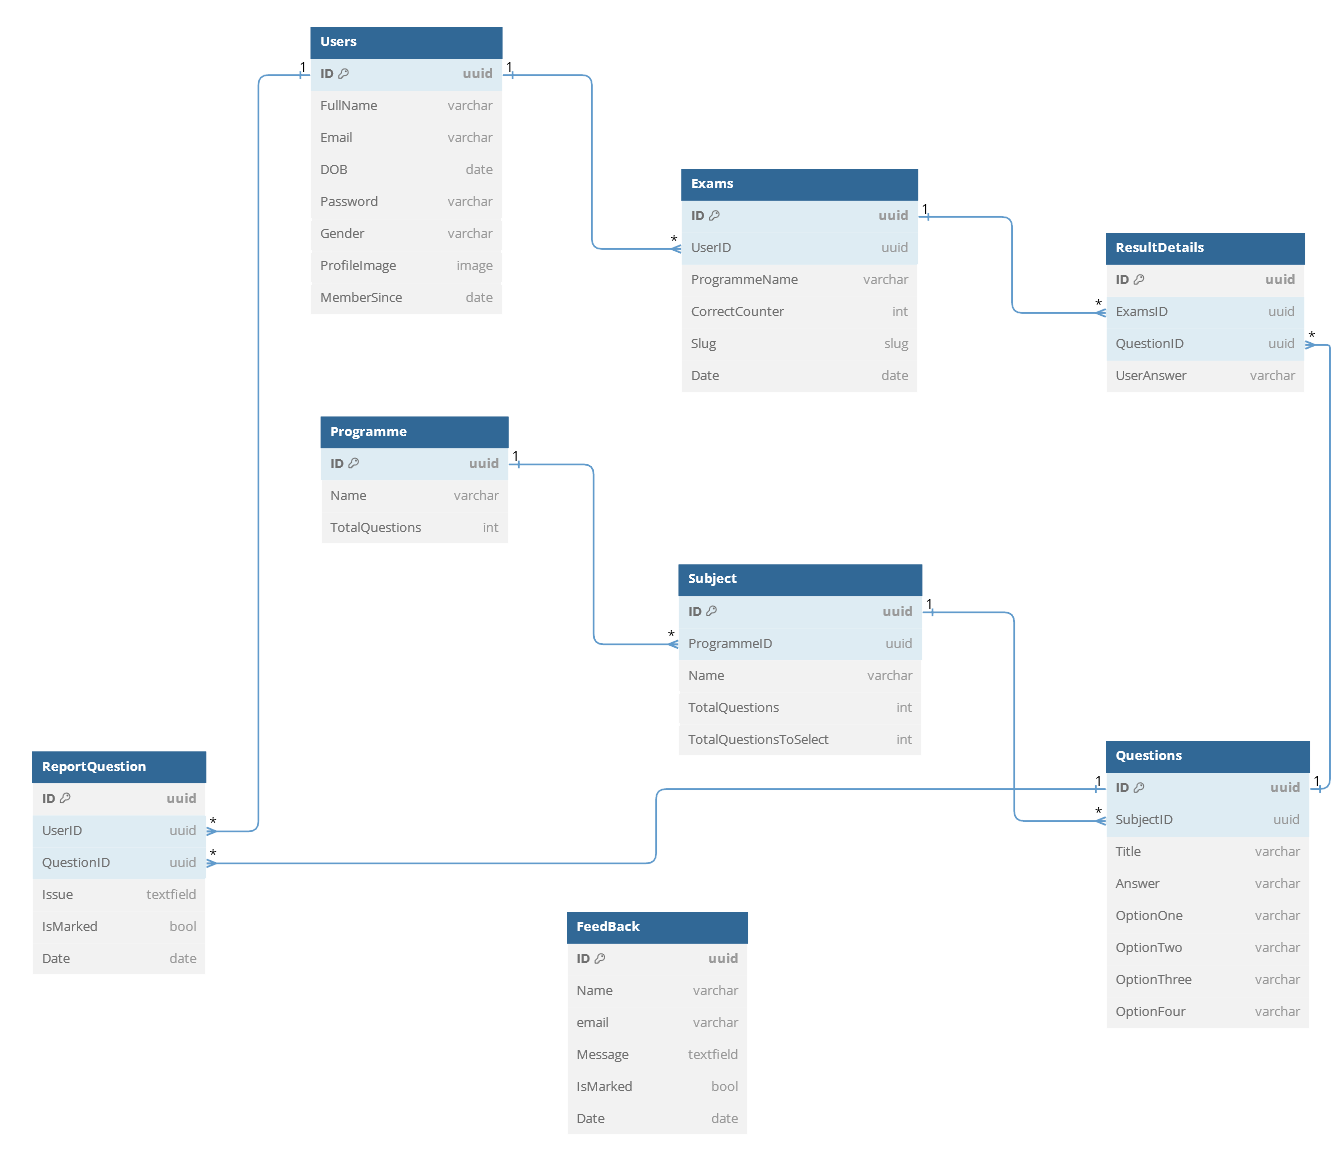 Users
1 ID uuid 1
FullName varchar
Email varchar
DOB date
Password varchar
Gender varchar
ProfileImage image
MemberSince date
Exams
ID uuid 1
* UserID uuid
ProgrammeName varchar
CorrectCounter int
Slug slug
Date date
ResultDetails
ID uuid
* ExamsID uuid
QuestionID uuid *
UserAnswer varchar
Programme
ID uuid 1
Name varchar
TotalQuestions int
Subject
ID uuid 1
* ProgrammeID uuid
Name varchar
TotalQuestions int
TotalQuestionsToSelect int
ReportQuestion
ID uuid
UserID uuid *
QuestionID uuid *
Issue textfield
IsMarked bool
Date date
Questions
1 ID uuid 1
* SubjectID uuid
Title varchar
Answer varchar
OptionOne varchar
OptionTwo varchar
OptionThree varchar
OptionFour varchar
FeedBack
ID uuid
Name varchar
email varchar
Message textfield
IsMarked bool
Date date